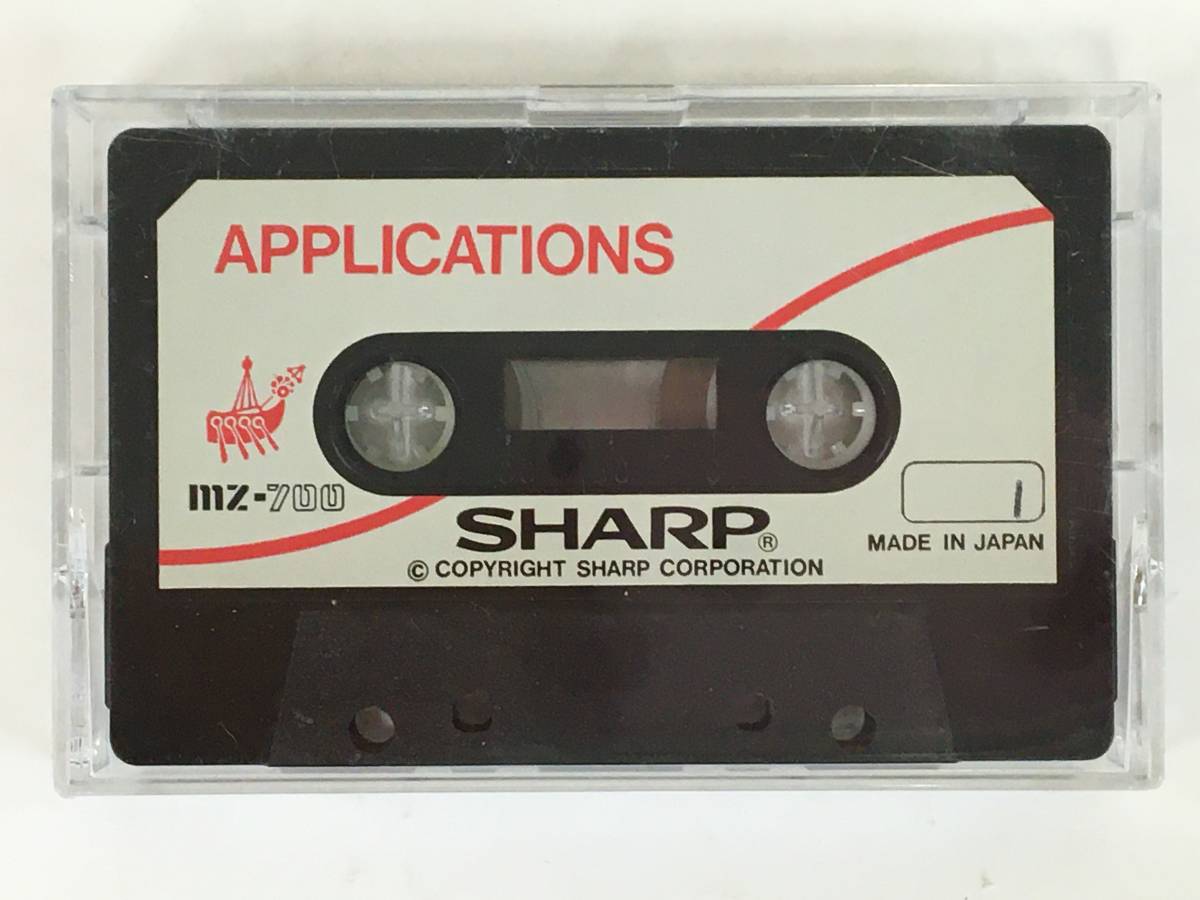 APPLICATIONS
mz-700
SHARP®
1
MADE IN JAPAN
© COPYRIGHT SHARP CORPORATION